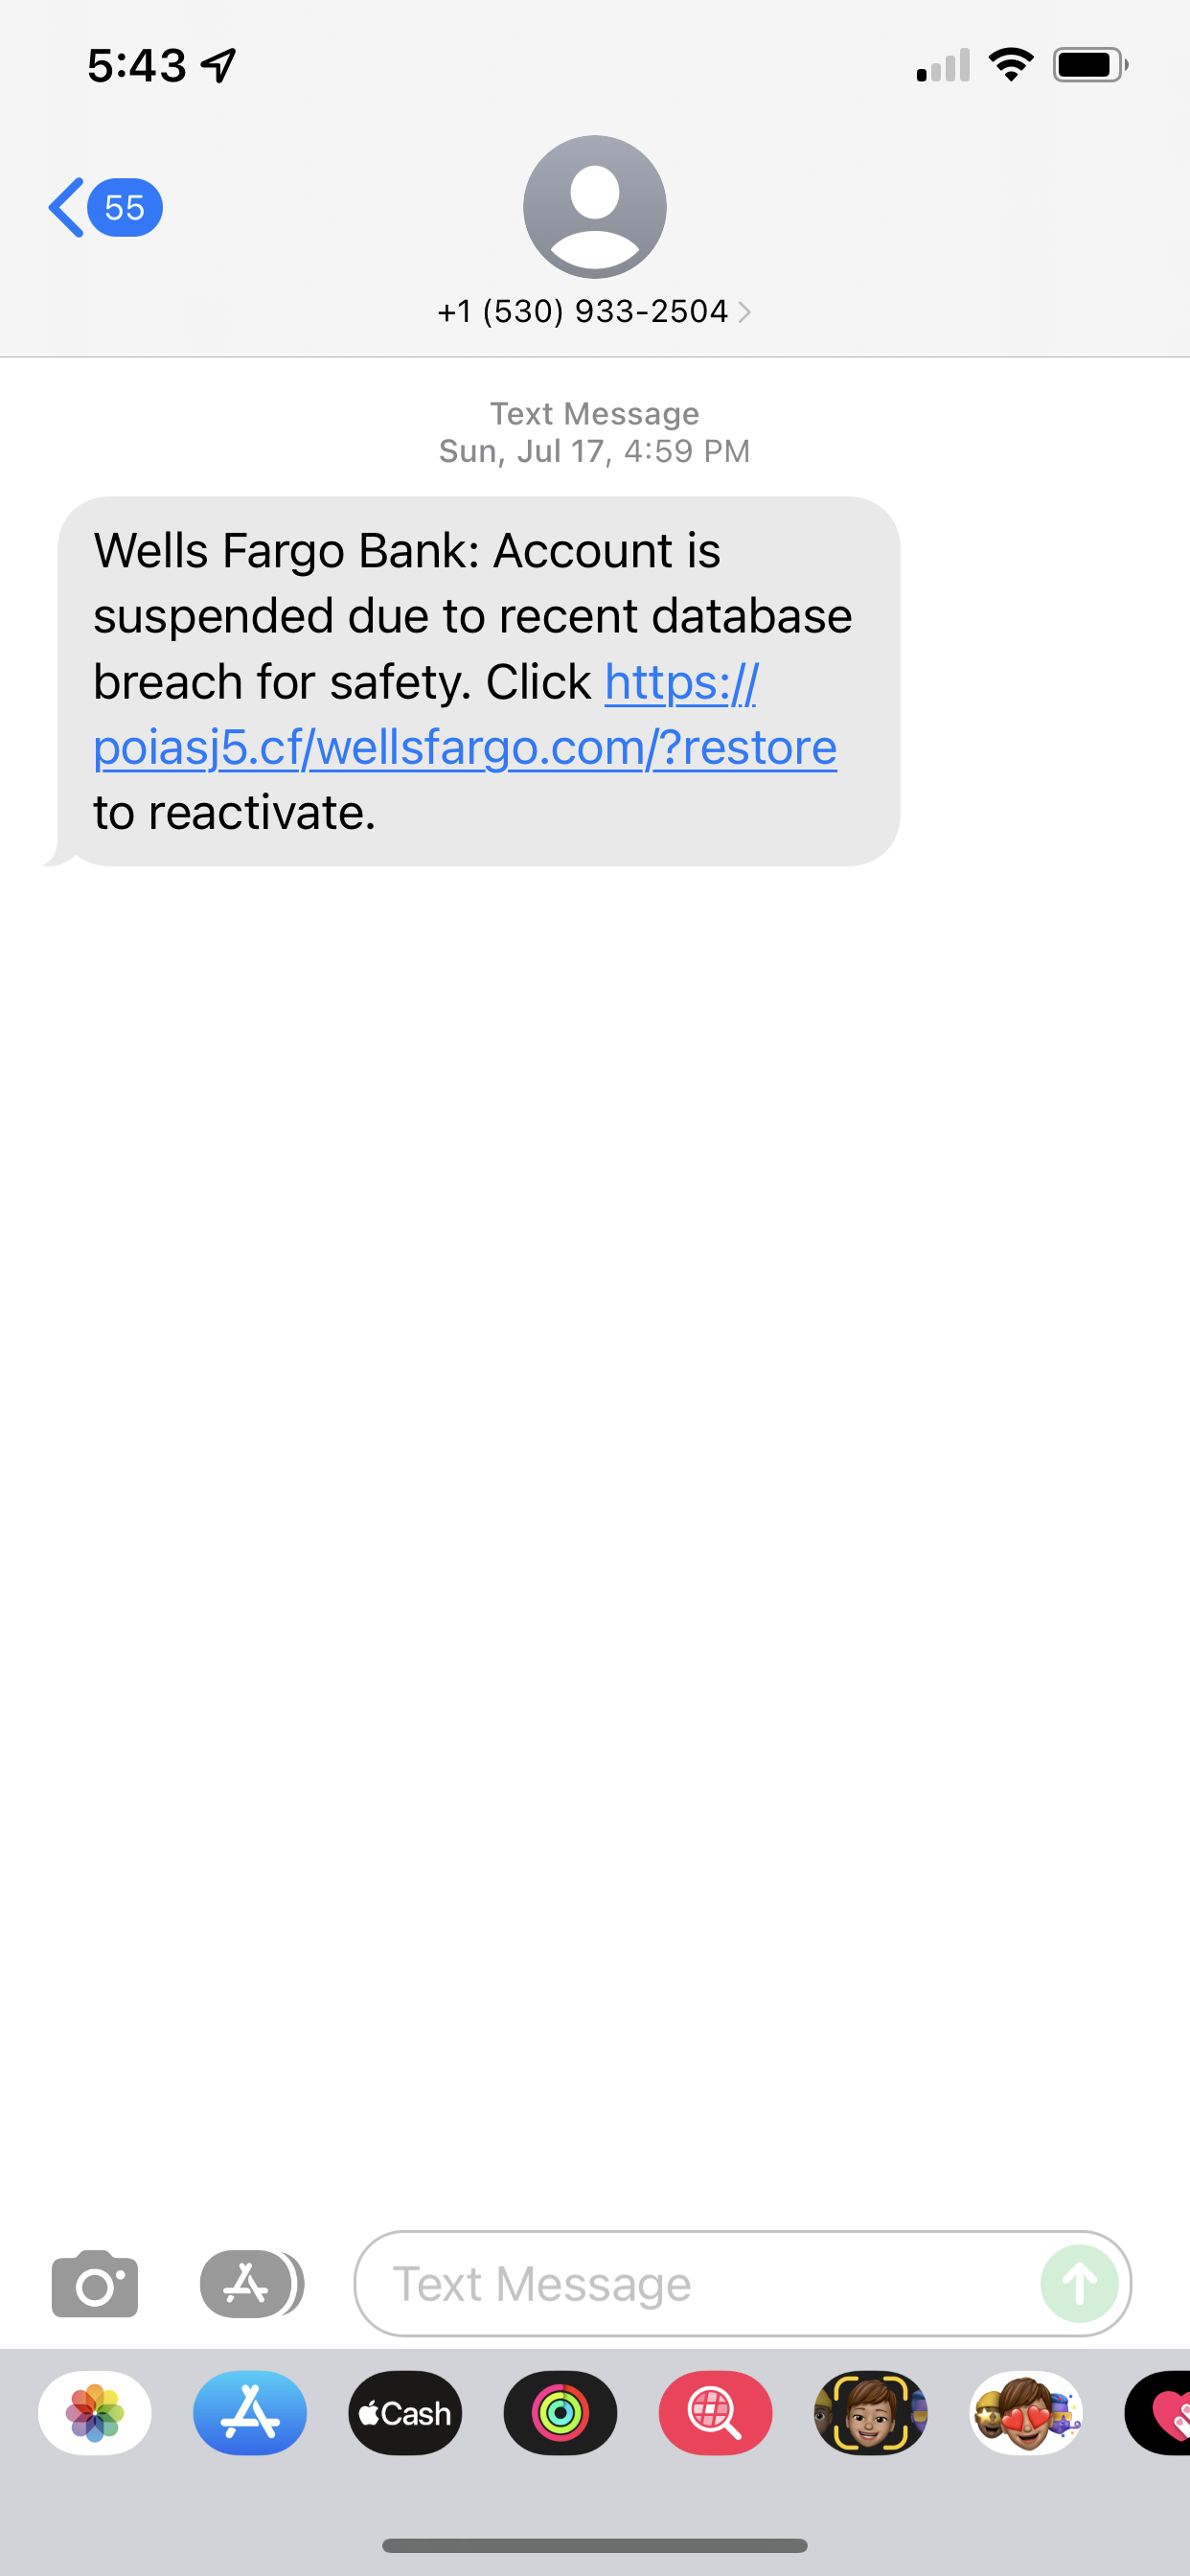 5:43
55
+1 (530) 933-2504
Text Message
Sun, Jul 17, 4:59 PM
Wells Fargo Bank: Account is
suspended due to recent database
breach for safety. Click https://
poiasj5.cf/wellsfargo.com/?restore
to reactivate.
Text Message
Cash